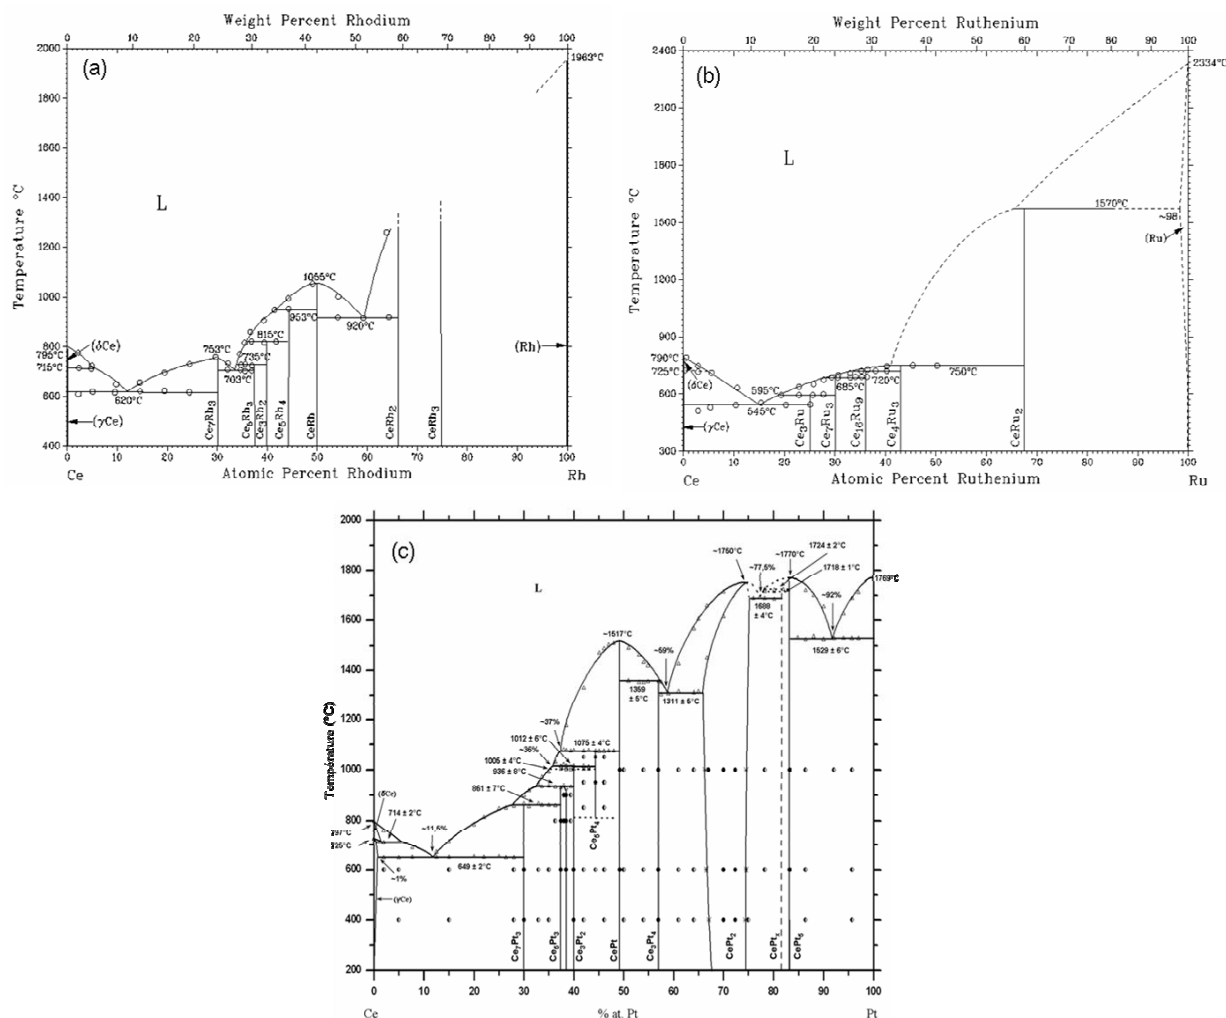 Weight Percent Rhodium
0 10 20 30 40 50 60 70 80 90 100
(a)
2000
1800
1600
1400
1200
1000
800
600
400
Temperature °C
L
1963°C
1055°C
953°C
920°C
815°C
753°C
735°C
703°C
620°C
795°C
715°C
(δCe)
(γCe)
(Rh)
Ce₇Rh₃
Ce₅Rh₃
Ce₃Rh₂
Ce₅Rh₄
CeRh
CeRh₂
CeRh₃
0 10 20 30 40 50 60 70 80 90 100
Ce Atomic Percent Rhodium Rh
Weight Percent Ruthenium
0 10 20 30 40 50 60 70 80 90 100
(b)
2400
2100
1800
1500
1200
900
600
300
Temperature °C
L
2334°C
1570°C
~98
(Ru)
790°C
725°C
(δCe)
(γCe)
595°C
545°C
685°C
720°C
750°C
Ce₃Ru
Ce₇Ru₃
Ce₁₆Ru₉
Ce₄Ru₃
CeRu₂
0 10 20 30 40 50 60 70 80 90 100
Ce Atomic Percent Ruthenium Ru
(c)
2000
1800
1600
1400
1200
1000
800
600
400
200
Température (°C)
L
~1750°C
~77,5%
1724 ± 2°C
~1770°C
1718 ± 1°C
1769°C
1688
± 4°C
~92%
1529 ± 6°C
~1517°C
~59%
1359
± 5°C
1311 ± 5°C
~37%
1075 ± 4°C
1012 ± 6°C
~36%
1005 ± 4°C
936 ± 8°C
861 ± 7°C
(δCe)
714 ± 2°C
~11,5%
649 ± 2°C
~1%
(γCe)
Ce₅Pt₄
Ce₇Pt₃
Ce₅Pt₃
Ce₃Pt₂
CePt
Ce₃Pt₄
CePt₂
CePtₓ
CePt₅
0 10 20 30 40 50 60 70 80 90 100
Ce % at. Pt Pt